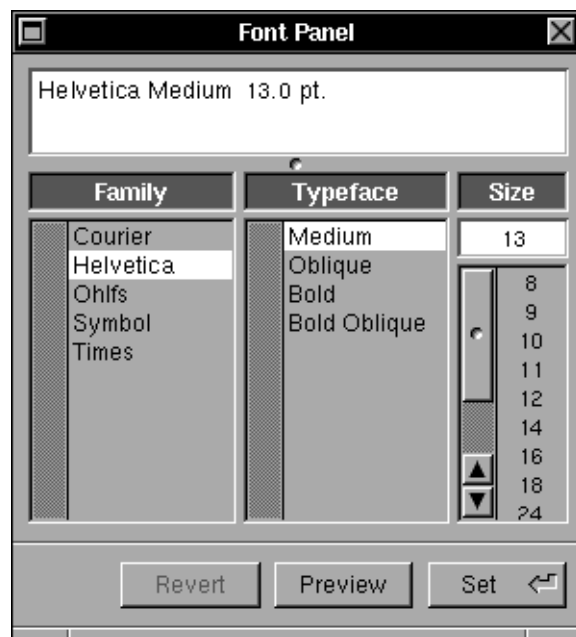 Font Panel
Helvetica Medium 13.0 pt.
Family
Typeface
Size
Courier
Helvetica
Ohlfs
Symbol
Times
Medium
Oblique
Bold
Bold Oblique
13
8
9
10
11
12
14
16
18
24
Revert
Preview
Set